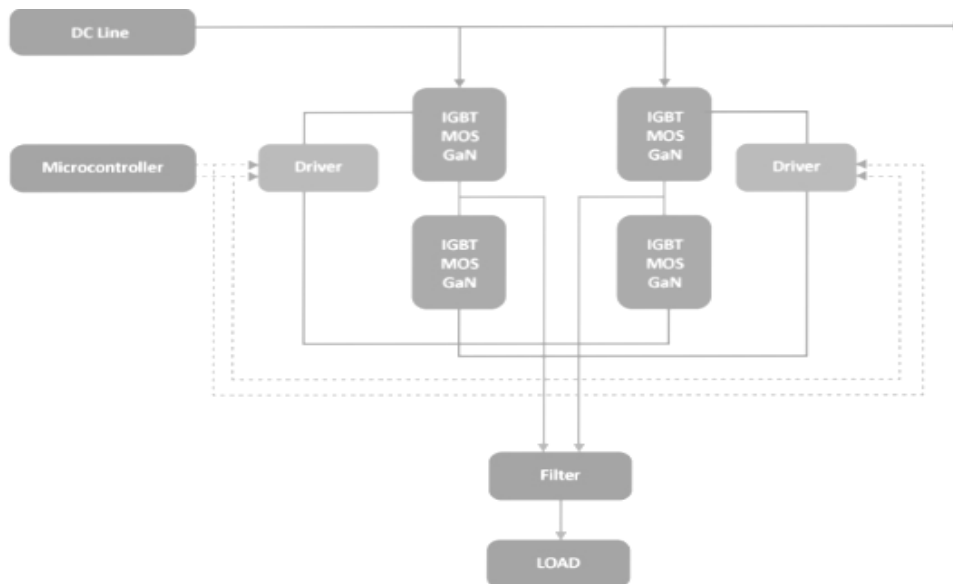 DC Line
IGBT
MOS
GaN
IGBT
MOS
GaN
Microcontroller
Driver
Driver
IGBT
MOS
GaN
IGBT
MOS
GaN
Filter
LOAD